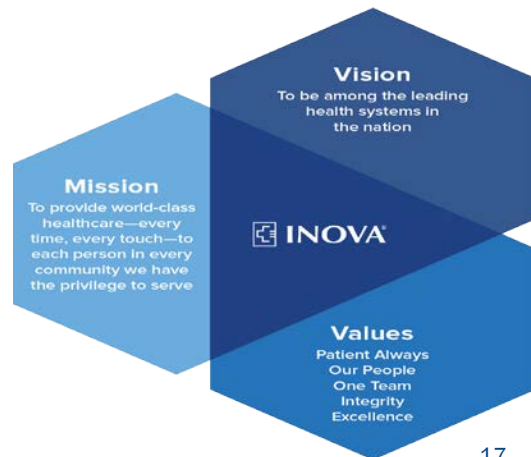 Vision
To be among the leading
health systems in
the nation
Mission
To provide world-class
healthcare—every
time, every touch—to
each person in every
community we have
the privilege to serve
INOVA®
Values
Patient Always
Our People
One Team
Integrity
Excellence
17